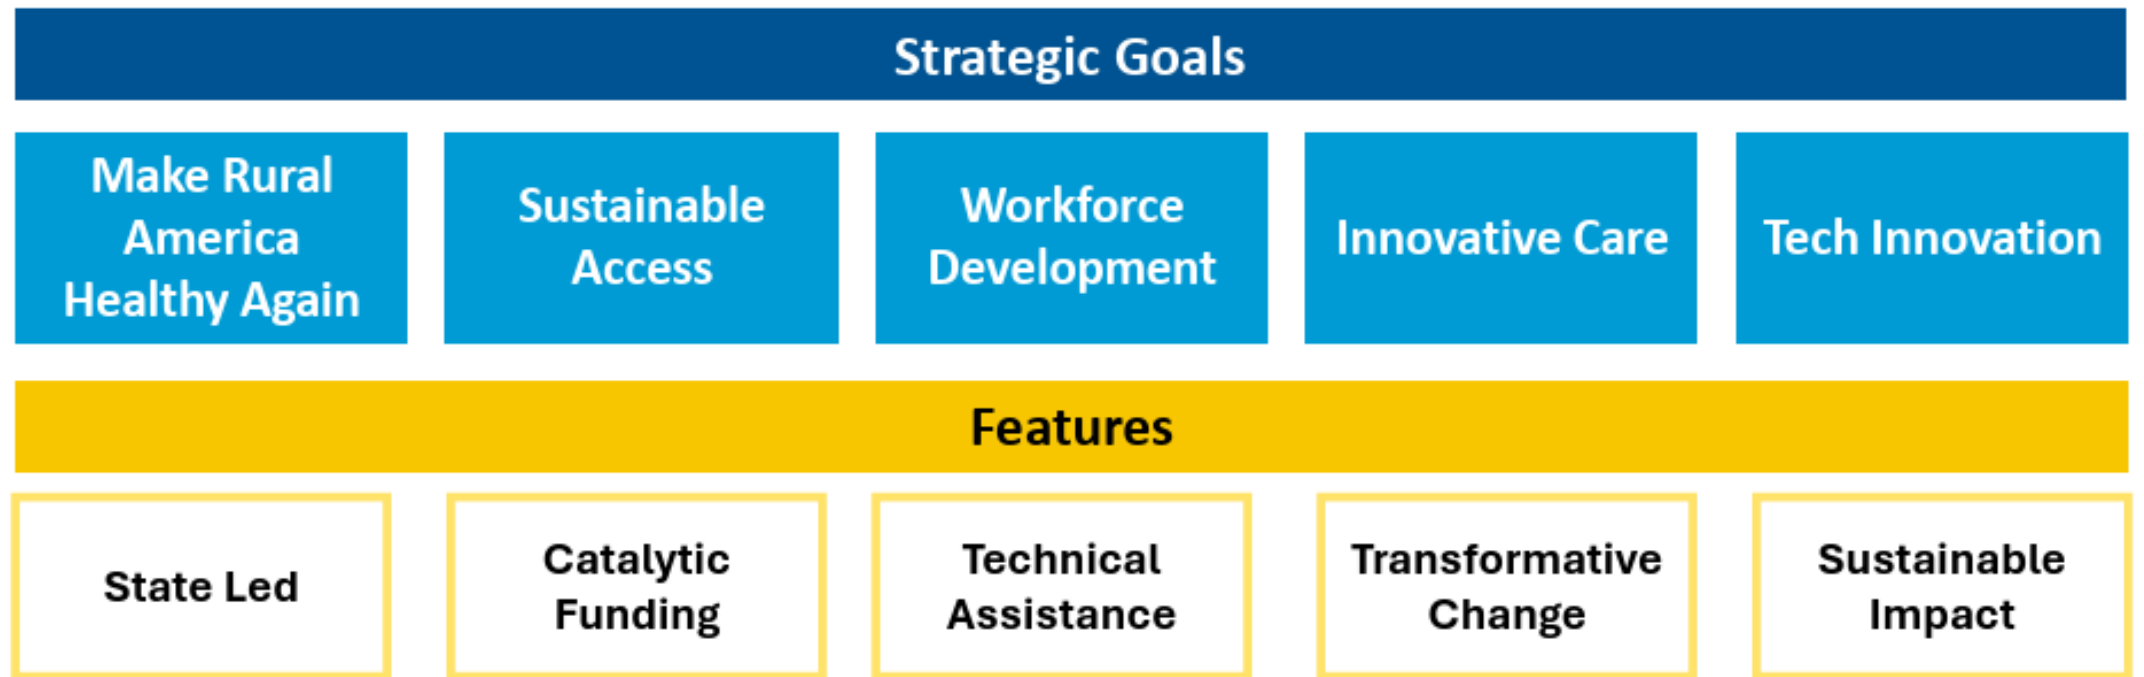 Strategic Goals
Make Rural
America
Healthy Again
Sustainable
Access
Workforce
Development
Innovative Care
Tech Innovation
Features
State Led
Catalytic
Funding
Technical
Assistance
Transformative
Change
Sustainable
Impact